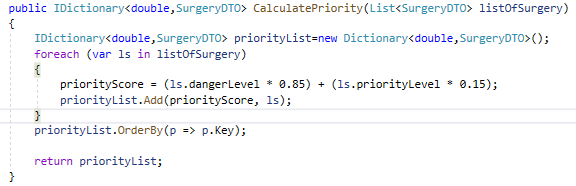 public IDictionary<double,SurgeryDTO> CalculatePriority(List<SurgeryDTO> listOfSurgery)
{
IDictionary<double,SurgeryDTO> priorityList=new Dictionary<double,SurgeryDTO>();
foreach (var ls in listOfSurgery)
{
priorityScore = (ls.dangerLevel * 0.85) + (ls.priorityLevel * 0.15);
priorityList.Add(priorityScore, ls);
}
priorityList.OrderBy(p => p.Key);
return priorityList;
}